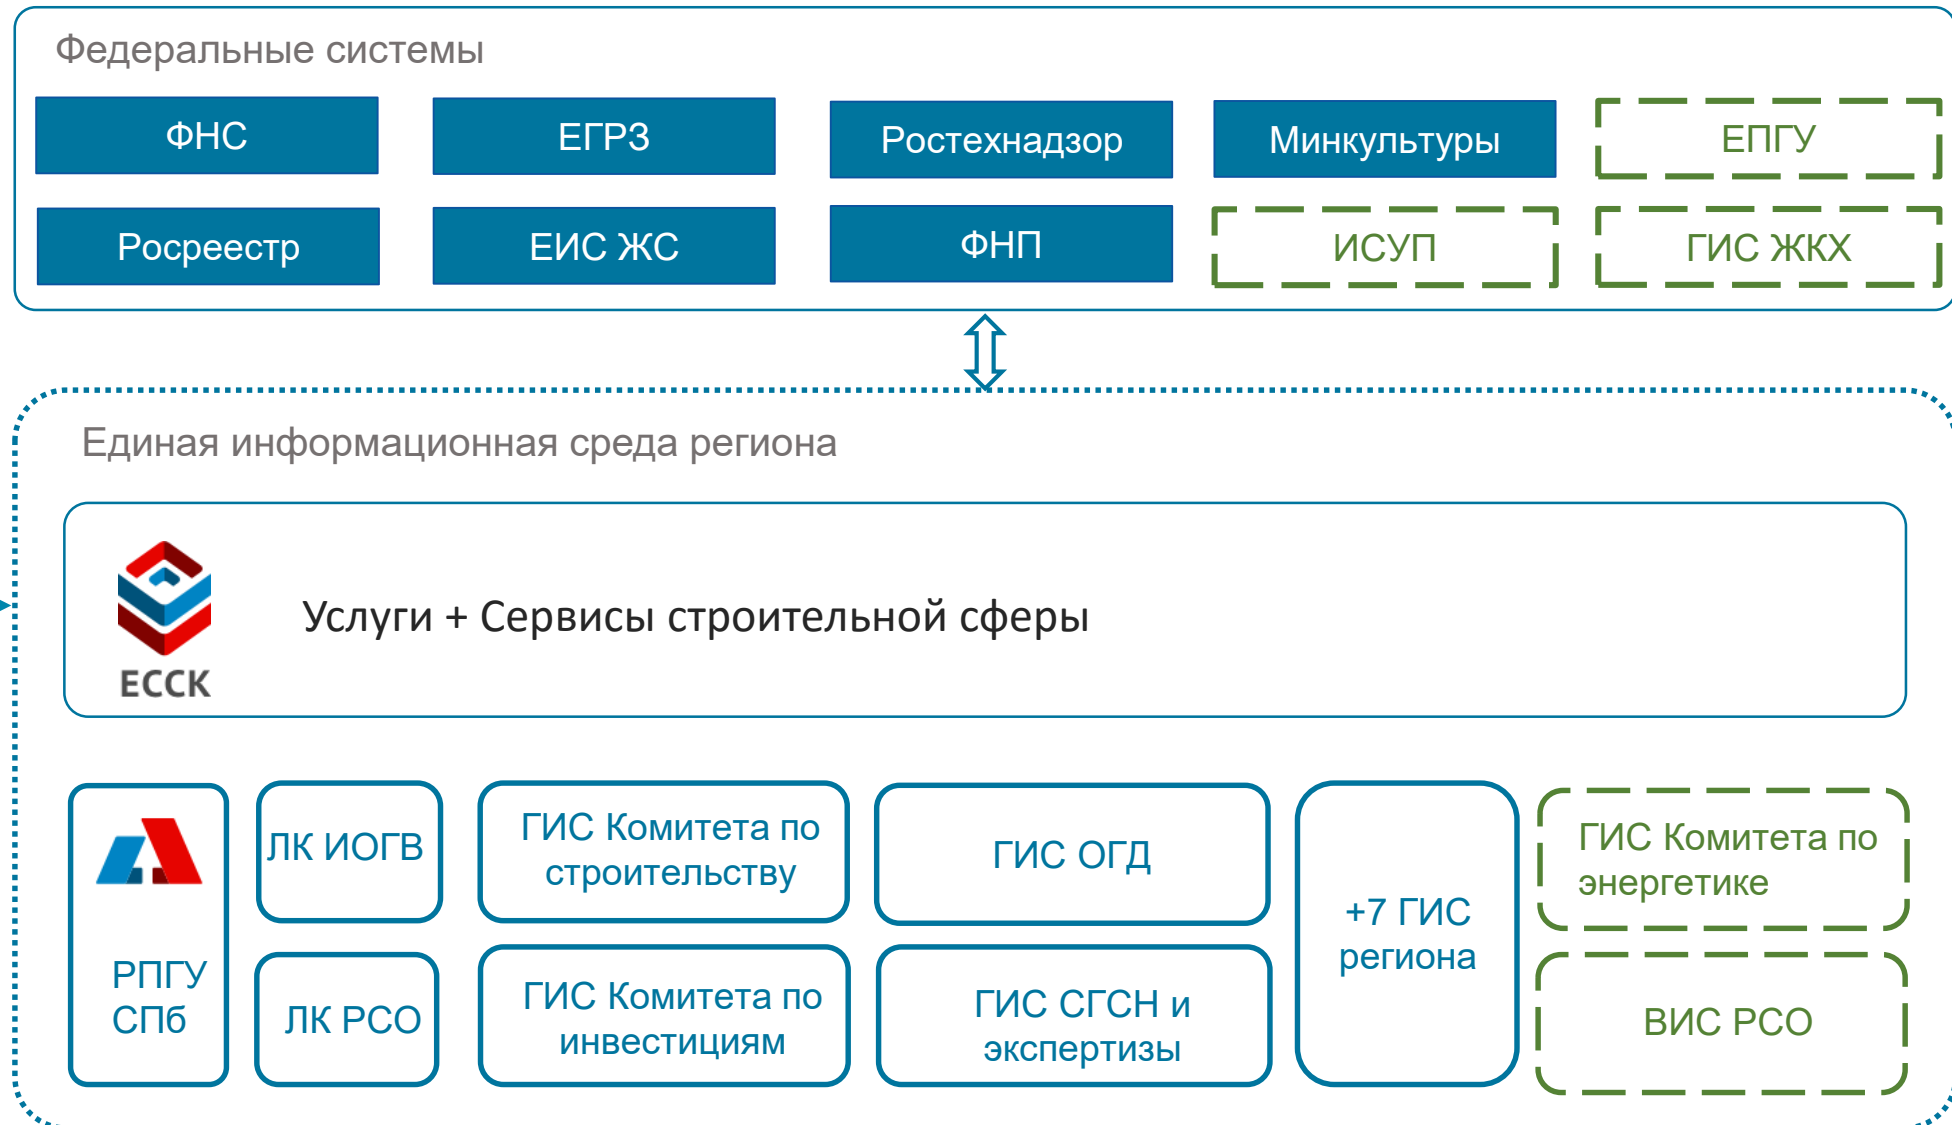 Федеральные системы
ФНС
ЕГРЗ
Ростехнадзор
Минкультуры
ЕПГУ
Росреестр
ЕИС ЖС
ФНП
ИСУП
ГИС ЖКХ
Единая информационная среда региона
ЕССК
Услуги + Сервисы строительной сферы
РПГУ
СПб
ЛК ИОГВ
ЛК РСО
ГИС Комитета по
строительству
ГИС Комитета по
инвестициям
ГИС ОГД
ГИС СГСН и
экспертизы
+7 ГИС
региона
ГИС Комитета по
энергетике
ВИС РСО